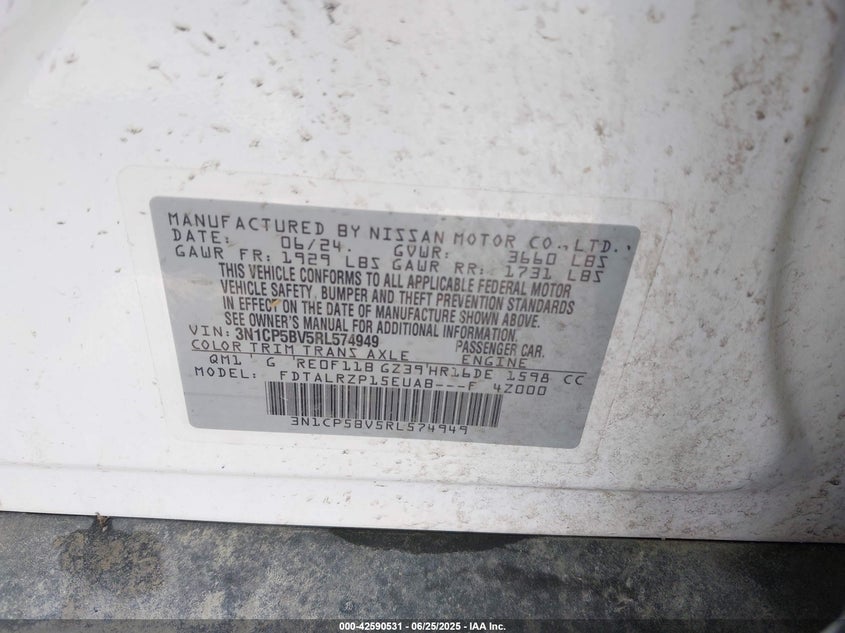 MANUFACTURED BY NISSAN MOTOR CO., LTD.
DATE: 06/24. GVWR: 3660 LBS
GAWR FR: 1929 LBS GAWR RR: 1731 LBS
THIS VEHICLE CONFORMS TO ALL APPLICABLE FEDERAL MOTOR
VEHICLE SAFETY, BUMPER AND THEFT PREVENTION STANDARDS
IN EFFECT ON THE DATE OF MANUFACTURE SHOWN ABOVE.
SEE OWNER'S MANUAL FOR ADDITIONAL INFORMATION.
VIN: 3N1CP5BV5RL574949 PASSENGER CAR.
COLOR TRIM TRANS AXLE ENGINE
QM1 G RE0F11B GZ39 HR16DE 1598 CC
MODEL: FDTALRZP15EUAB---F 4Z000
3N1CP5BV5RL574949
000-42590531 - 06/25/2025 - IAA Inc.